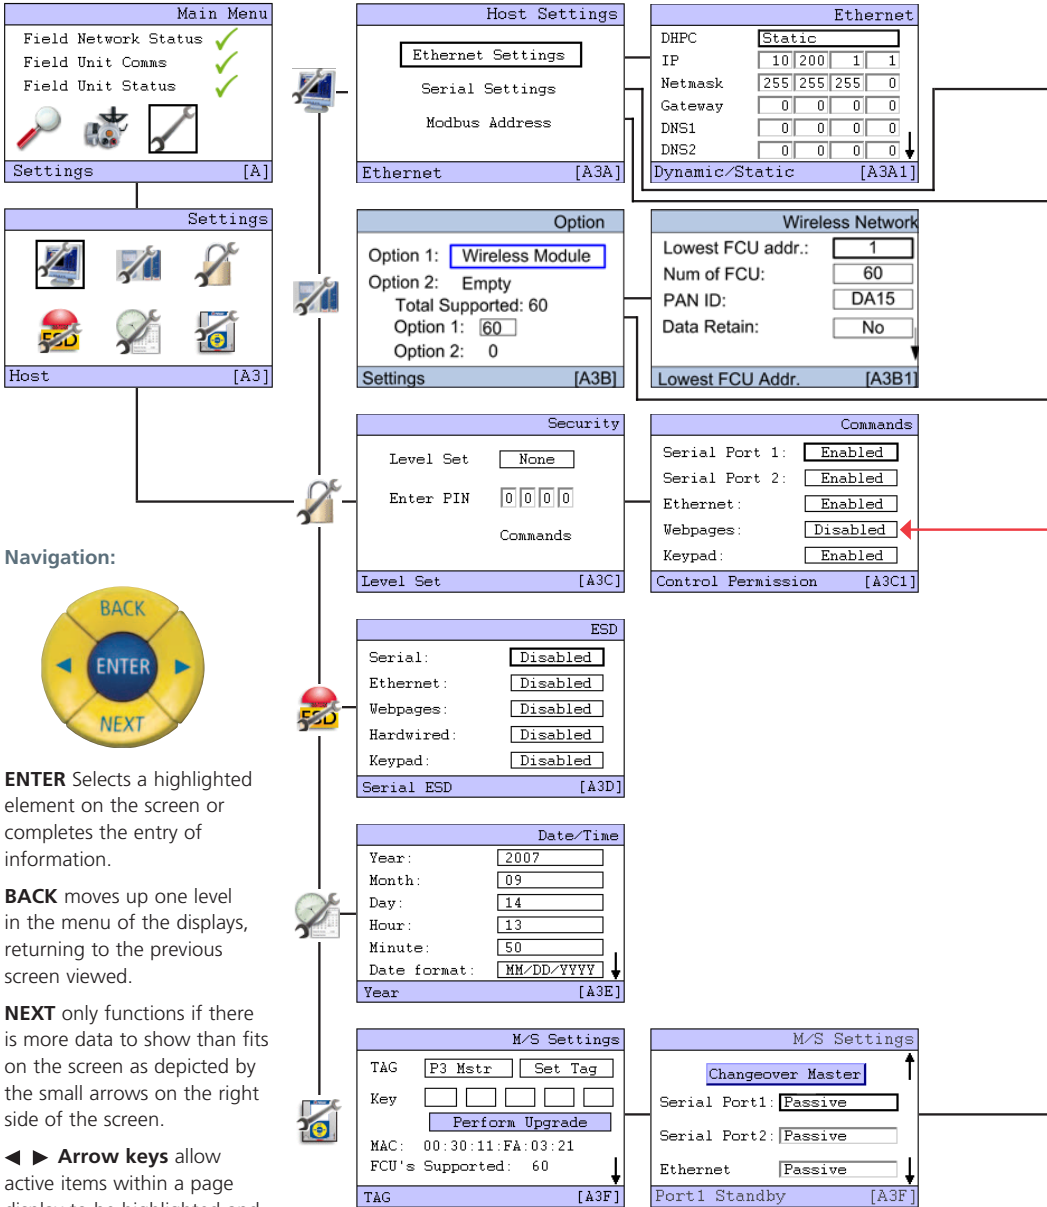 Main Menu
Field Network Status
Field Unit Comms
Field Unit Status
Settings [A]
Settings
ESD
Host [A3]
Host Settings
Ethernet Settings
Serial Settings
Modbus Address
Ethernet [A3A]
Ethernet
DHPC Static
IP 10 200 1 1
Netmask 255 255 255 0
Gateway 0 0 0 0
DNS1 0 0 0 0
DNS2 0 0 0 0
Dynamic/Static [A3A1]
Option
Option 1: Wireless Module
Option 2: Empty
Total Supported: 60
Option 1: 60
Option 2: 0
Settings [A3B]
Wireless Network
Lowest FCU addr.: 1
Num of FCU: 60
PAN ID: DA15
Data Retain: No
Lowest FCU Addr. [A3B1]
Security
Level Set None
Enter PIN 0 0 0 0
Commands
Level Set [A3C]
Commands
Serial Port 1: Enabled
Serial Port 2: Enabled
Ethernet: Enabled
Webpages: Disabled
Keypad: Enabled
Control Permission [A3C1]
ESD
ESD
Serial: Disabled
Ethernet: Disabled
Webpages: Disabled
Hardwired: Disabled
Keypad: Disabled
Serial ESD [A3D]
Date/Time
Year: 2007
Month: 09
Day: 14
Hour: 13
Minute: 50
Date format: MM/DD/YYYY
Year [A3E]
M/S Settings
TAG P3 Mstr Set Tag
Key
Perform Upgrade
MAC: 00:30:11:FA:03:21
FCU's Supported: 60
TAG [A3F]
M/S Settings
Changeover Master
Serial Port1: Passive
Serial Port2: Passive
Ethernet Passive
Port1 Standby [A3F]
Navigation:
BACK
ENTER
NEXT
ENTER Selects a highlighted
element on the screen or
completes the entry of
information.
BACK moves up one level
in the menu of the displays,
returning to the previous
screen viewed.
NEXT only functions if there
is more data to show than fits
on the screen as depicted by
the small arrows on the right
side of the screen.
◀ ▶ Arrow keys allow
active items within a page
display to be highlighted and